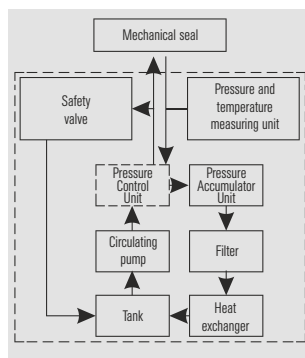 Mechanical seal
Safety
valve
Pressure and
temperature
measuring unit
Pressure
Control
Unit
Pressure
Accumulator
Unit
Circulating
pump
Filter
Tank
Heat
exchanger